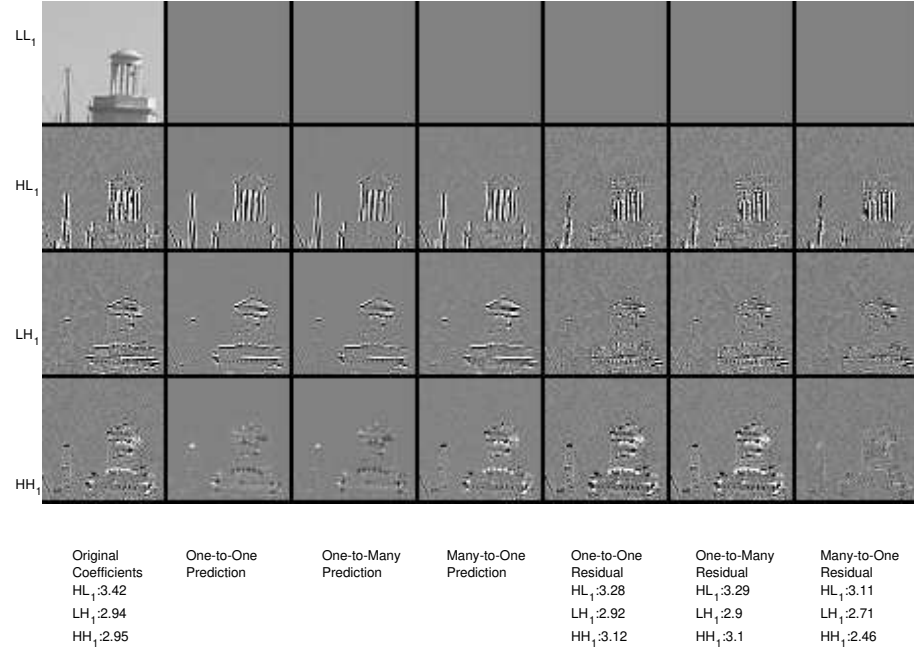 LL1
HL1
LH1
HH1
Original Coefficients
HL1:3.42
LH1:2.94
HH1:2.95
One-to-One Prediction
One-to-Many Prediction
Many-to-One Prediction
One-to-One Residual
HL1:3.28
LH1:2.92
HH1:3.12
One-to-Many Residual
HL1:3.29
LH1:2.9
HH1:3.1
Many-to-One Residual
HL1:3.11
LH1:2.71
HH1:2.46